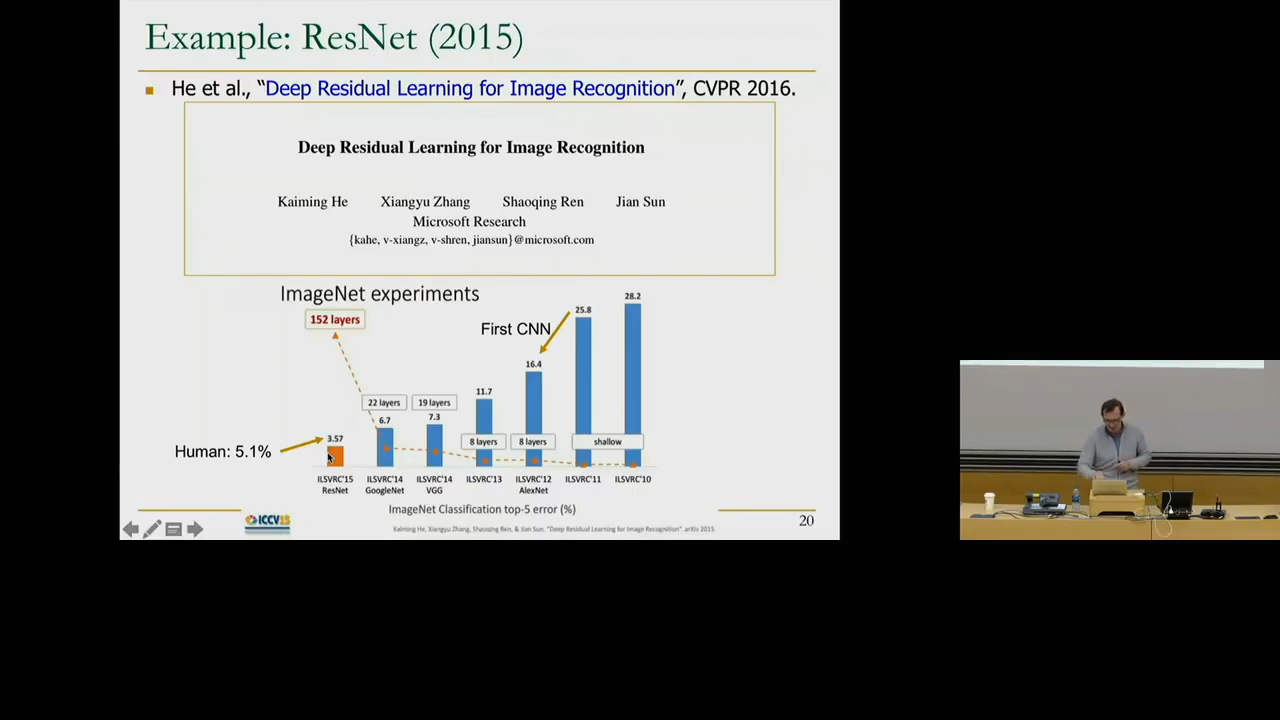 Example: ResNet (2015)
He et al., “Deep Residual Learning for Image Recognition”, CVPR 2016.
Deep Residual Learning for Image Recognition
Kaiming He Xiangyu Zhang Shaoqing Ren Jian Sun
Microsoft Research
{kahe, v-xiangz, v-shren, jiansun}@microsoft.com
ImageNet experiments
152 layers
First CNN
Human: 5.1%
3.57
22 layers
6.7
19 layers
7.3
11.7
8 layers
16.4
8 layers
25.8
28.2
shallow
ILSVRC'15 ILSVRC'14 ILSVRC'14 ILSVRC'13 ILSVRC'12 ILSVRC'11 ILSVRC'10
ResNet GoogleNet VGG AlexNet
ImageNet Classification top-5 error (%)
ICCV15
Kaiming He, Xiangyu Zhang, Shaoqing Ren, & Jian Sun. "Deep Residual Learning for Image Recognition". arXiv 2015.
20